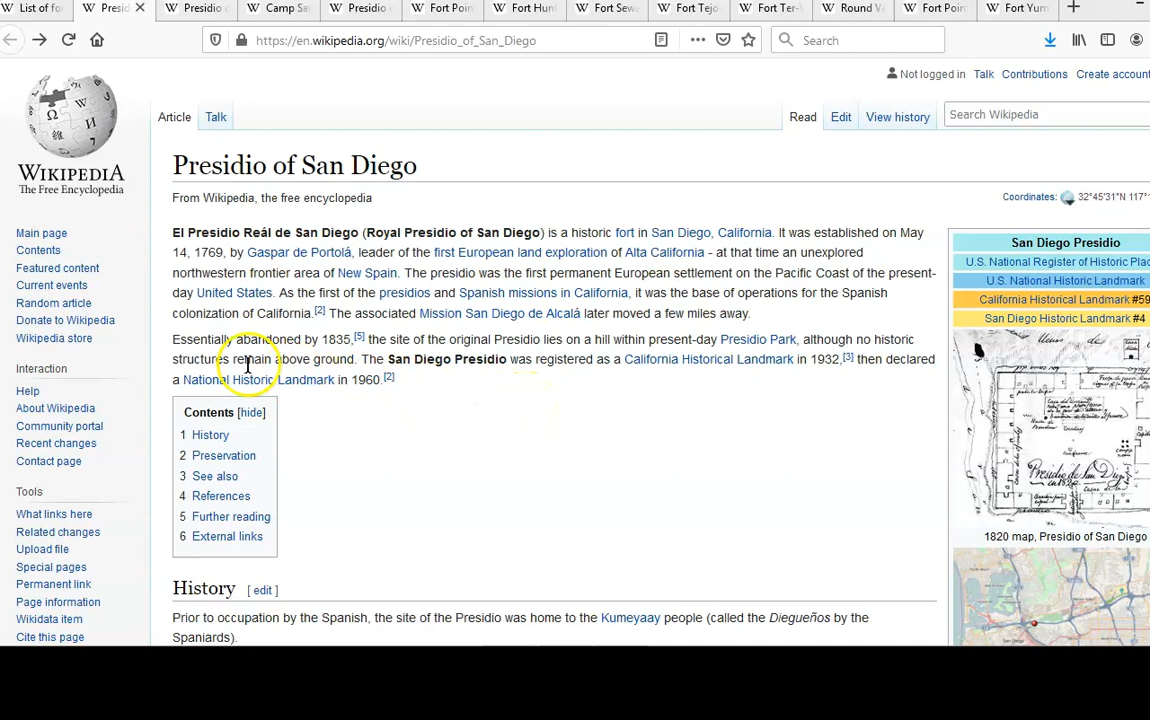 List of fo
Presid
Presidio o
Camp Sa
Presidio o
Fort Poin
Fort Hun
Fort Sew
Fort Tejo
Fort Ter-
Round V
Fort Poin
Fort Yum
https://en.wikipedia.org/wiki/Presidio_of_San_Diego
Search
Not logged in Talk Contributions Create accoun
Article Talk
Read Edit View history
Search Wikipedia
WIKIPEDIA
The Free Encyclopedia
Main page
Contents
Featured content
Current events
Random article
Donate to Wikipedia
Wikipedia store
Interaction
Help
About Wikipedia
Community portal
Recent changes
Contact page
Tools
What links here
Related changes
Upload file
Special pages
Permanent link
Page information
Wikidata item
Cite this page
Presidio of San Diego
From Wikipedia, the free encyclopedia
Coordinates: 32°45′31″N 117°1
El Presidio Reál de San Diego (Royal Presidio of San Diego) is a historic fort in San Diego, California. It was established on May
14, 1769, by Gaspar de Portolá, leader of the first European land exploration of Alta California - at that time an unexplored
northwestern frontier area of New Spain. The presidio was the first permanent European settlement on the Pacific Coast of the present-
day United States. As the first of the presidios and Spanish missions in California, it was the base of operations for the Spanish
colonization of California.[2] The associated Mission San Diego de Alcalá later moved a few miles away.
Essentially abandoned by 1835,[5] the site of the original Presidio lies on a hill within present-day Presidio Park, although no historic
structures remain above ground. The San Diego Presidio was registered as a California Historical Landmark in 1932,[3] then declared
a National Historic Landmark in 1960.[2]
Contents [hide]
1 History
2 Preservation
3 See also
4 References
5 Further reading
6 External links
History [ edit ]
Prior to occupation by the Spanish, the site of the Presidio was home to the Kumeyaay people (called the Diegueños by the
Spaniards).
San Diego Presidio
U.S. National Register of Historic Plac
U.S. National Historic Landmark
California Historical Landmark #59
San Diego Historic Landmark #4
Presidio de San Diego
1820 map, Presidio of San Diego